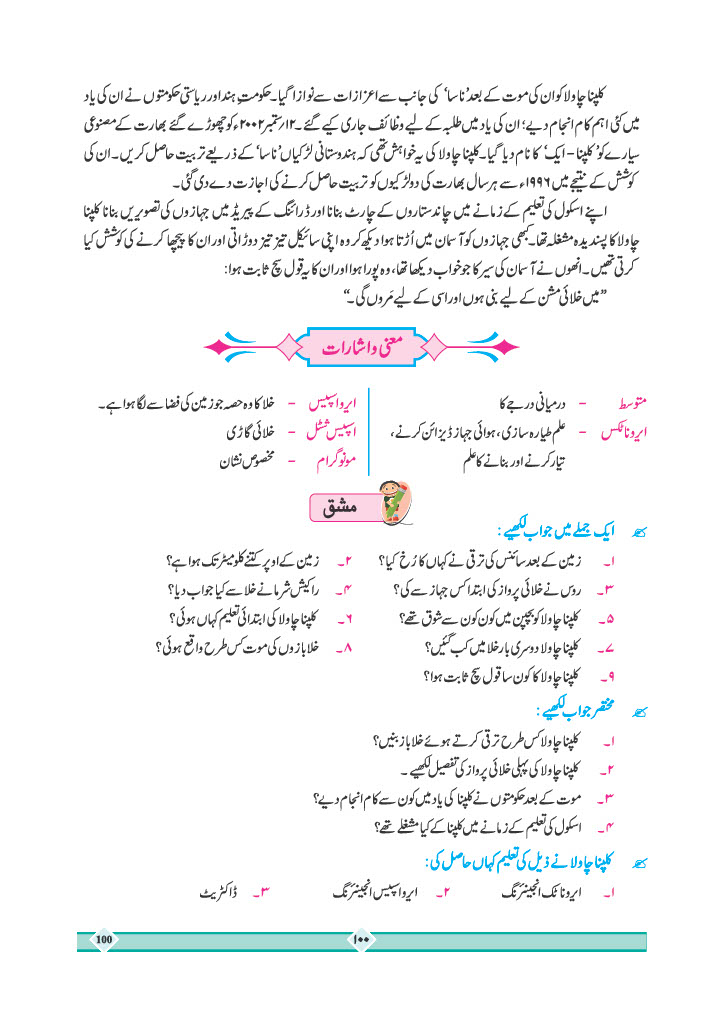 کلپنا چاولا کو ان کی موت کے بعد ’ناسا‘ کی جانب سے اعزازات سے نوازا گیا۔ حکومتِ ہند اور ریاستی حکومتوں نے ان کی یاد
میں کئی اہم کام انجام دیے؛ ان کی یاد میں طلبہ کے لیے وظائف جاری کیے گئے۔ ۱۲؍ستمبر ۲۰۰۲ء کو چھوڑے گئے بھارت کے مصنوعی
سیارے کو ’کلپنا - ایک‘ کا نام دیا گیا۔ کلپنا چاولا کی یہ خواہش تھی کہ ہندوستانی لڑکیاں ’ناسا‘ کے ذریعے تربیت حاصل کریں۔ ان کی
کوشش کے نتیجے میں ۱۹۹۶ء سے ہر سال بھارت کی دو لڑکیوں کو تربیت حاصل کرنے کی اجازت دے دی گئی۔
اپنے اسکول کی تعلیم کے زمانے میں چاند ستاروں کے چارٹ بنانا اور ڈرائنگ کے پیریڈ میں جہازوں کی تصویریں بنانا کلپنا
چاولا کا پسندیدہ مشغلہ تھا۔ کبھی جہازوں کو آسمان میں اُڑتا ہوا دیکھ کر وہ اپنی سائیکل تیز تیز دوڑاتی اور ان کا پیچھا کرنے کی کوشش کیا
کرتی تھیں۔ انھوں نے آسمان کی سیر کا جو خواب دیکھا تھا، وہ پورا ہوا اور ان کا یہ قول سچ ثابت ہوا:
”میں خلائی مشن کے لیے بنی ہوں اور اسی کے لیے مَروں گی۔“
معنی و اشارات
متوسط - درمیانی درجے کا
ایروناٹکس - علم طیارہ سازی، ہوائی جہاز ڈیزائن کرنے،
تیار کرنے اور بنانے کا علم
ایرو اسپیس - خلا کا وہ حصہ جو زمین کی فضا سے لگا ہوا ہے۔
اسپیس شٹل - خلائی گاڑی
مونوگرام - مخصوص نشان
مشق
ایک جملے میں جواب لکھیے:
۱۔ زمین کے بعد سائنس کی ترقی نے کہاں کا رُخ کیا؟ ۲۔ زمین کے اوپر کتنے کلومیٹر تک ہوا ہے؟
۳۔ روس نے خلائی پرواز کی ابتدا کس جہاز سے کی؟ ۴۔ راکیش شرما نے خلا سے کیا جواب دیا؟
۵۔ کلپنا چاولا کو بچپن میں کون کون سے شوق تھے؟ ۶۔ کلپنا چاولا کی ابتدائی تعلیم کہاں ہوئی؟
۷۔ کلپنا چاولا دوسری بار خلا میں کب گئیں؟ ۸۔ خلابازوں کی موت کس طرح واقع ہوئی؟
۹۔ کلپنا چاولا کا کون سا قول سچ ثابت ہوا؟
مختصر جواب لکھیے:
۱۔ کلپنا چاولا کس طرح ترقی کرتے ہوئے خلاباز بنیں؟
۲۔ کلپنا چاولا کی پہلی خلائی پرواز کی تفصیل لکھیے۔
۳۔ موت کے بعد حکومتوں نے کلپنا کی یاد میں کون سے کام انجام دیے؟
۴۔ اسکول کی تعلیم کے زمانے میں کلپنا کے کیا مشغلے تھے؟
کلپنا چاولا نے ذیل کی تعلیم کہاں حاصل کی:
۱۔ ایروناٹک انجینئرنگ ۲۔ ایرو اسپیس انجینئرنگ ۳۔ ڈاکٹریٹ
۱۰۰
100